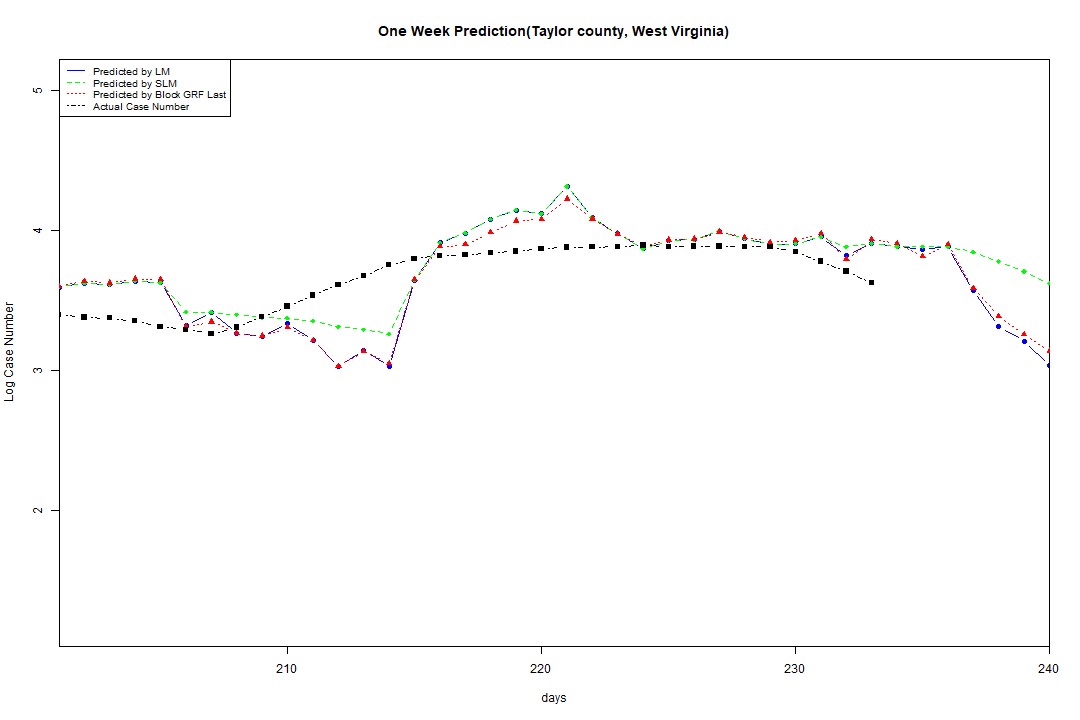 One Week Prediction(Taylor county, West Virginia)
Predicted by LM
Predicted by SLM
Predicted by Block GRF Last
Actual Case Number
5
4
3
2
Log Case Number
210
220
230
240
days